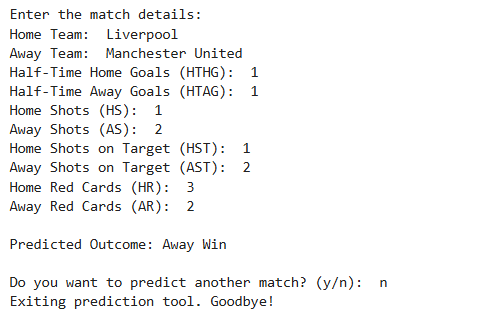 Enter the match details:
Home Team:  Liverpool
Away Team:  Manchester United
Half-Time Home Goals (HTHG):  1
Half-Time Away Goals (HTAG):  1
Home Shots (HS):  1
Away Shots (AS):  2
Home Shots on Target (HST):  1
Away Shots on Target (AST):  2
Home Red Cards (HR):  3
Away Red Cards (AR):  2
Predicted Outcome: Away Win
Do you want to predict another match? (y/n):  n
Exiting prediction tool. Goodbye!